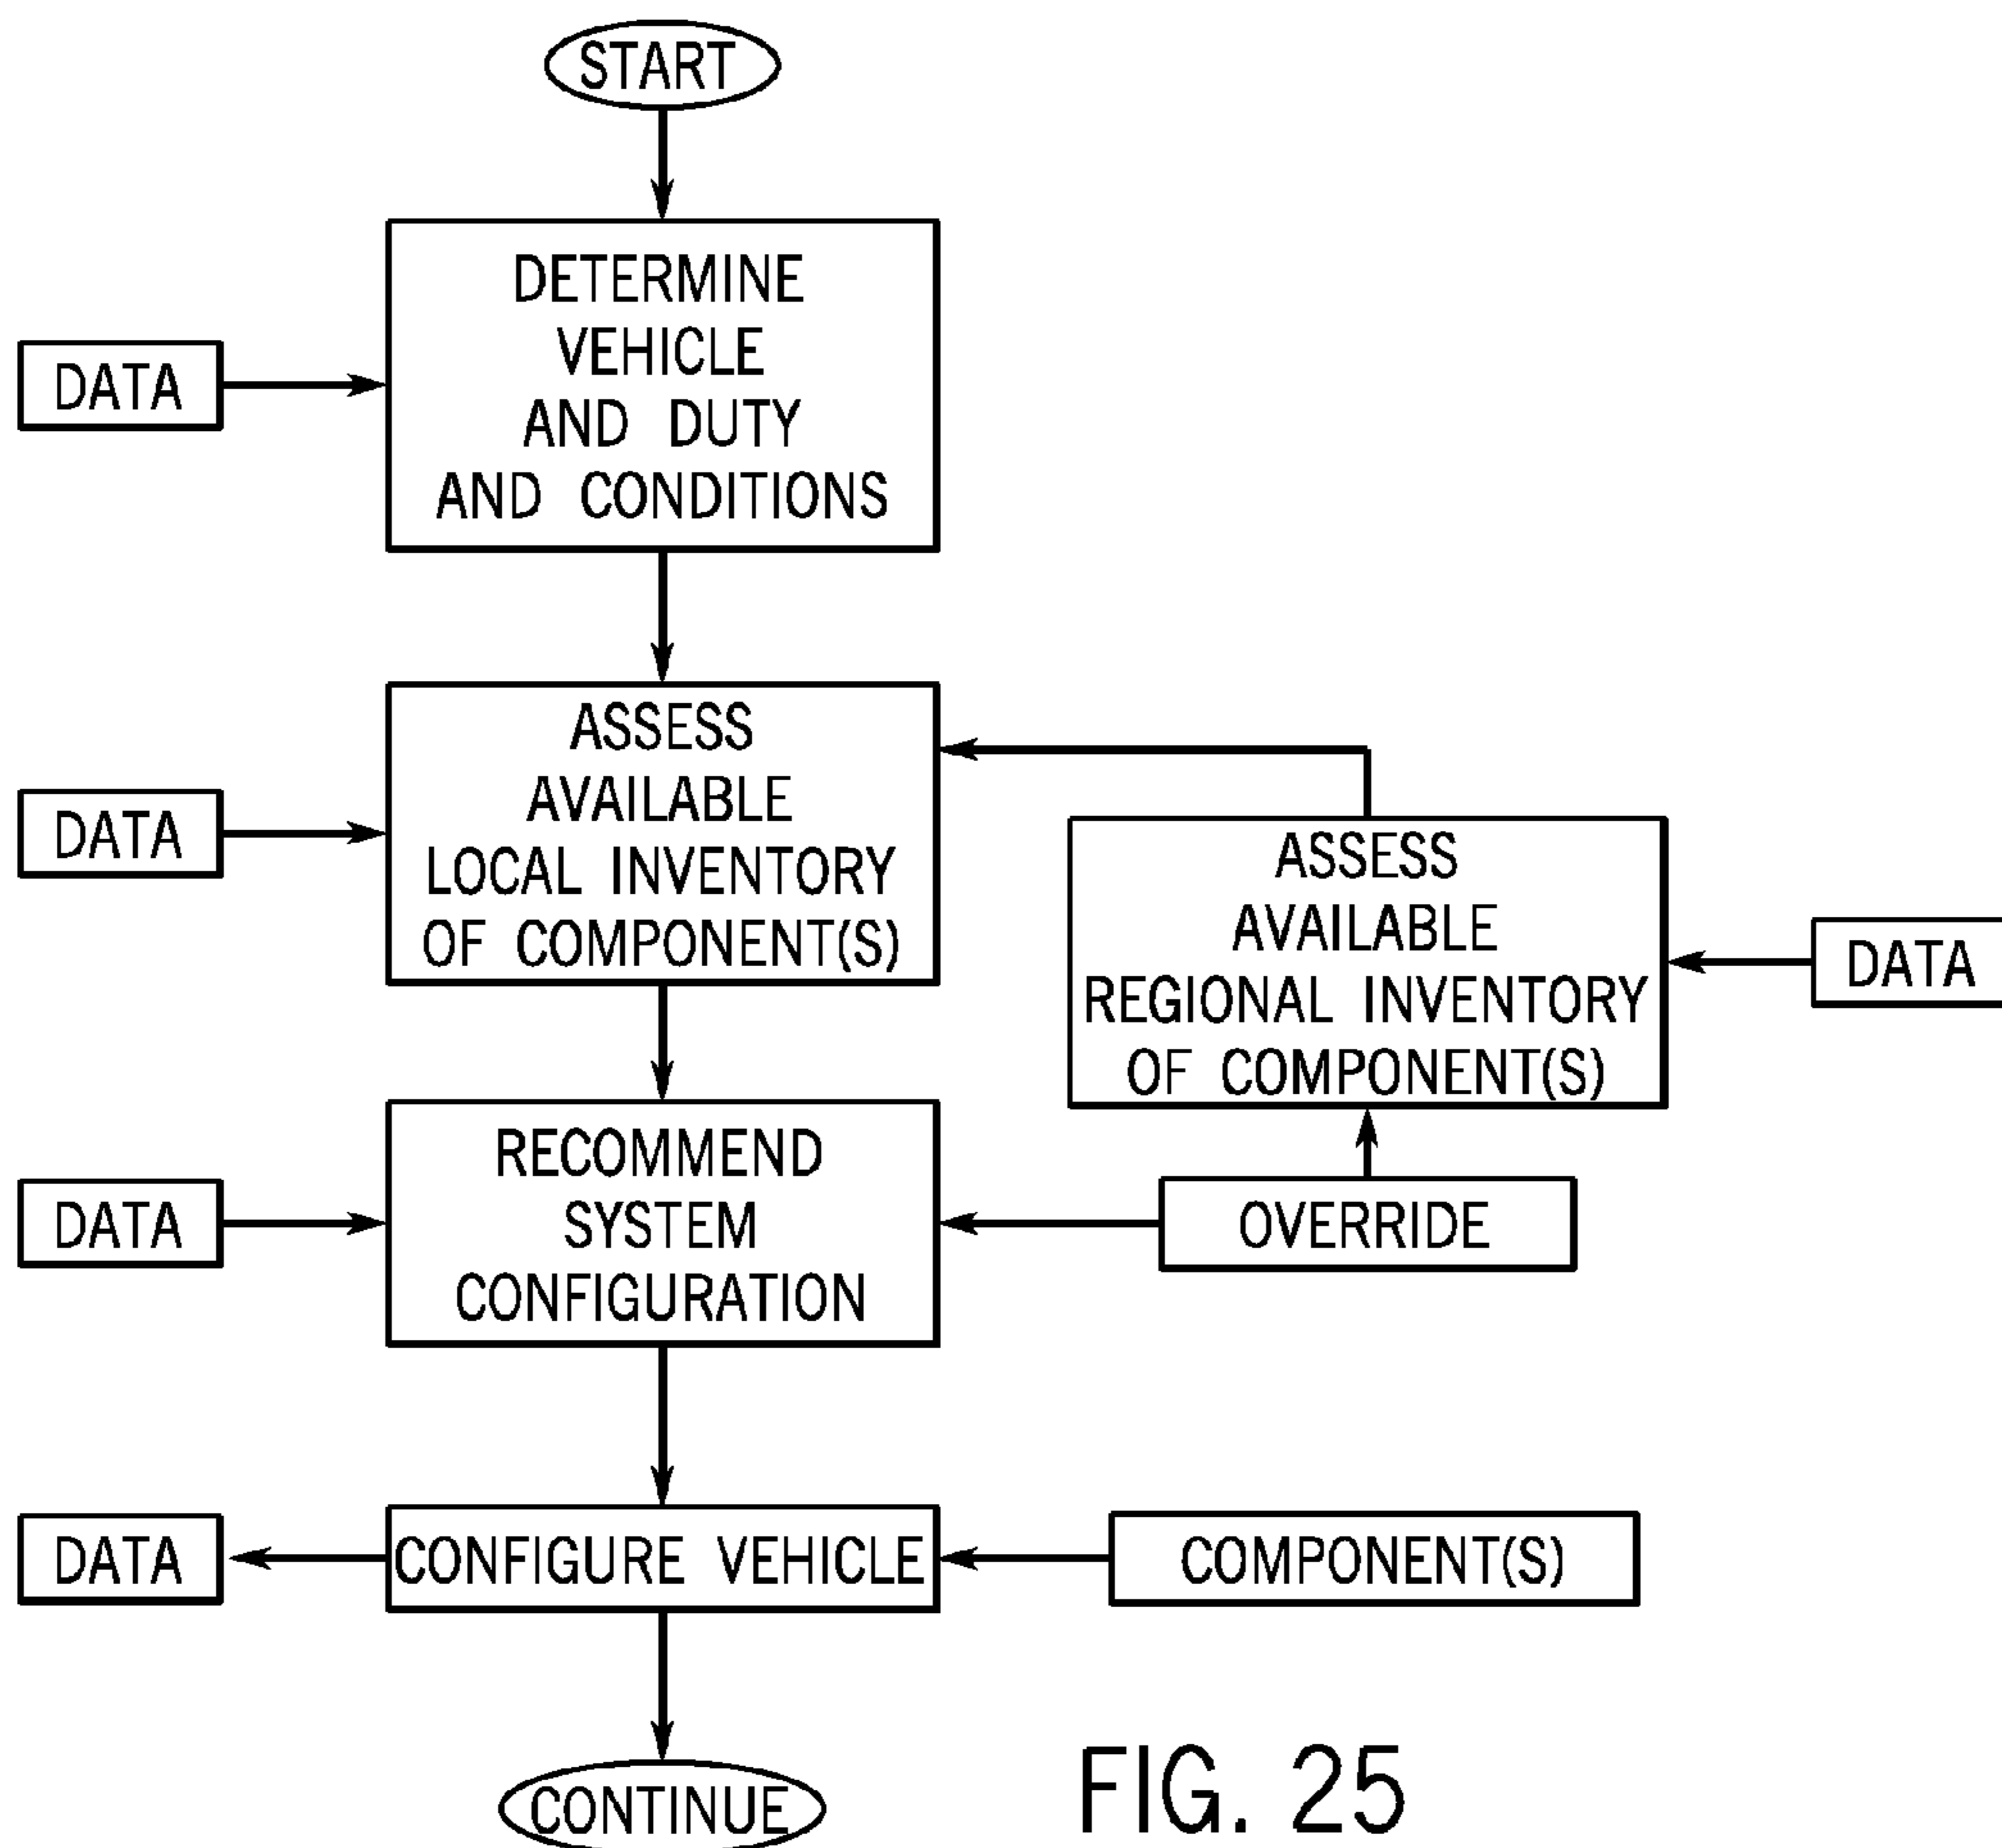 START
DETERMINE
VEHICLE
AND DUTY
AND CONDITIONS
DATA
ASSESS
AVAILABLE
LOCAL INVENTORY
OF COMPONENT(S)
DATA
ASSESS
AVAILABLE
REGIONAL INVENTORY
OF COMPONENT(S)
DATA
RECOMMEND
SYSTEM
CONFIGURATION
DATA
OVERRIDE
DATA
CONFIGURE VEHICLE
COMPONENT(S)
CONTINUE
FIG. 25